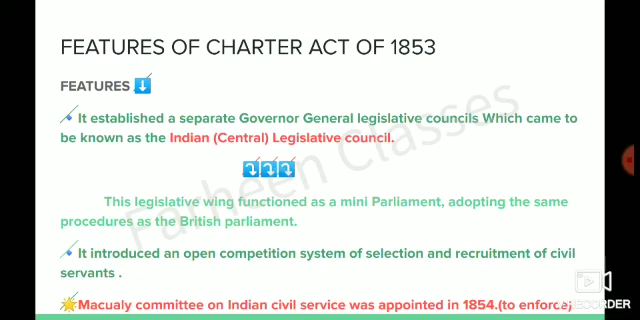 FEATURES OF CHARTER ACT OF 1853
FEATURES
It established a separate Governor General legislative councils Which came to
be known as the Indian (Central) Legislative council.
This legislative wing functioned as a mini Parliament, adopting the same
procedures as the British parliament.
It introduced an open competition system of selection and recruitment of civil
servants .
Macualy committee on Indian civil service was appointed in 1854.(to enforce)
Farheen Classes
RECORDER